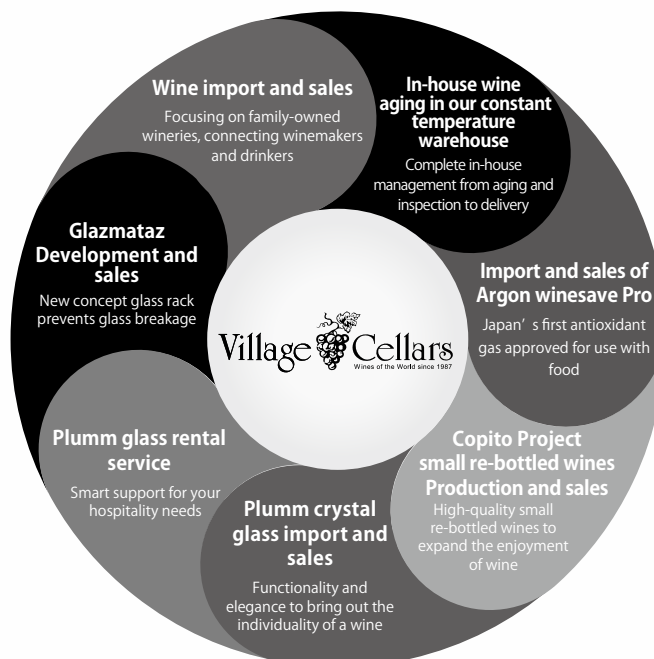 Wine import and sales
Focusing on family-owned
wineries, connecting winemakers
and drinkers
In-house wine
aging in our constant
temperature
warehouse
Complete in-house
management from aging and
inspection to delivery
Import and sales of
Argon winesave Pro
Japan’s first antioxidant
gas approved for use with
food
Copito Project
small re-bottled wines
Production and sales
High-quality small
re-bottled wines to
expand the enjoyment
of wine
Plumm crystal
glass import and
sales
Functionality and
elegance to bring out the
individuality of a wine
Plumm glass rental
service
Smart support for your
hospitality needs
Glazmataz
Development and
sales
New concept glass rack
prevents glass breakage
Village Cellars
Wines of the World since 1987